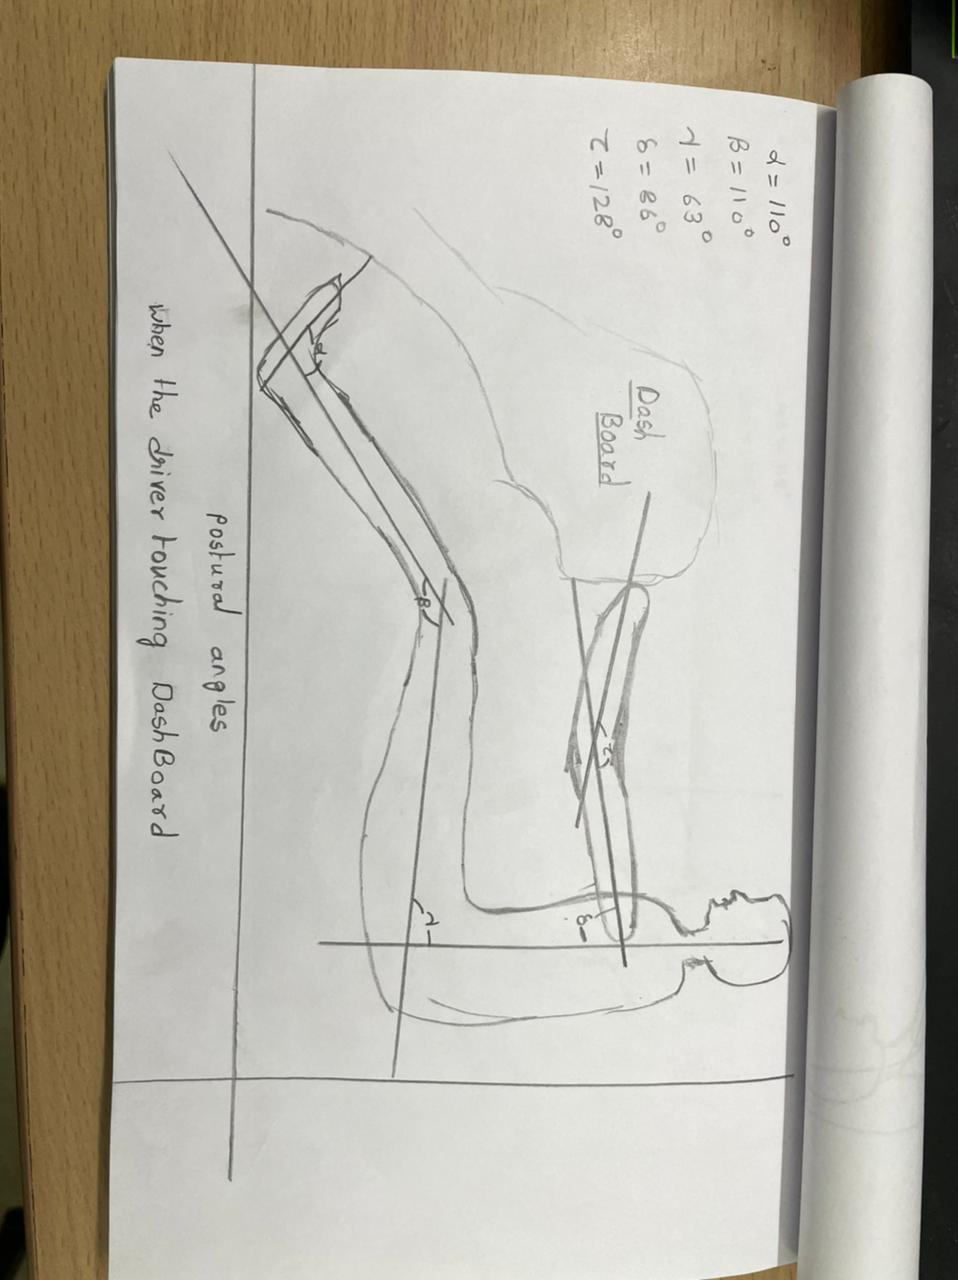 α = 110°
β = 110°
γ = 63°
δ = 86°
τ = 128°
Dash
Board
τ
α
β
γ
δ
Postural angles
When the driver touching DashBoard